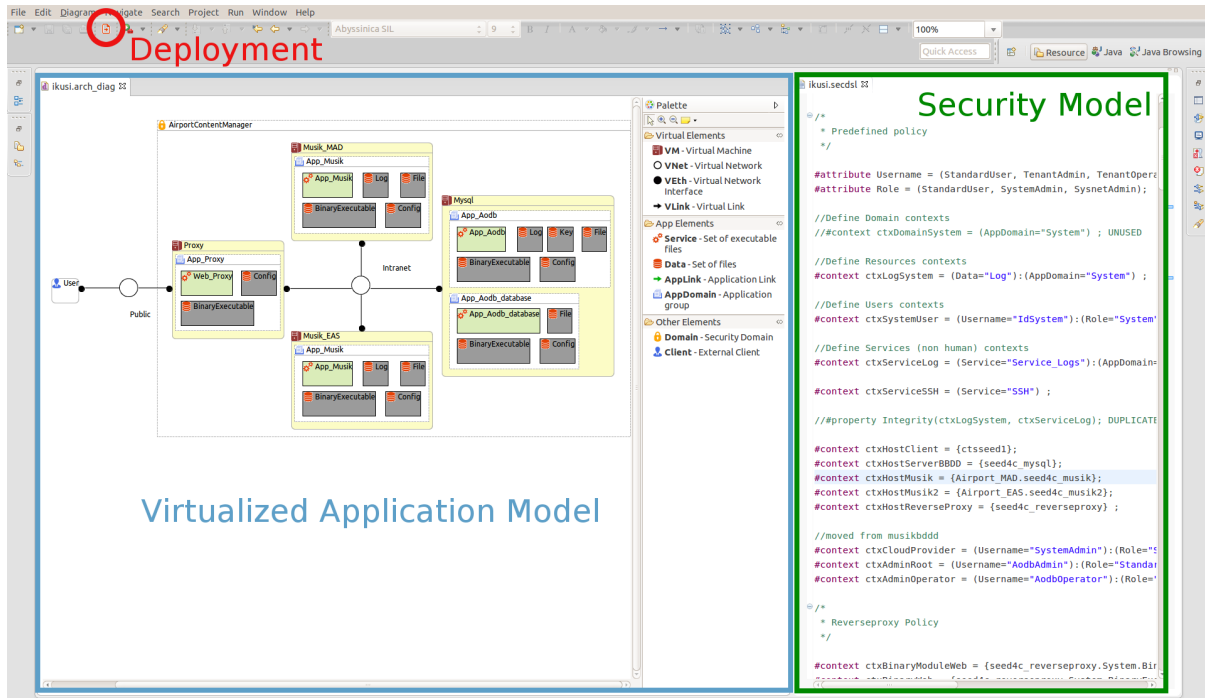 File Edit Diagram Navigate Search Project Run Window Help
Abyssinica SIL 9 B I A 100%
Deployment
Quick Access Resource Java Java Browsing
ikusi.arch_diag
AirportContentManager
Musik_MAD
App_Musik
App_Musik Log File
BinaryExecutable Config
Mysql
App_Aodb
App_Aodb Log Key File
BinaryExecutable Config
Proxy
App_Proxy
Web_Proxy Config
BinaryExecutable
Intranet
User
Public
App_Aodb_database
App_Aodb_database File
BinaryExecutable Config
Musik_EAS
App_Musik
App_Musik Log File
BinaryExecutable Config
Virtualized Application Model
Palette
Virtual Elements
VM - Virtual Machine
VNet - Virtual Network
VEth - Virtual Network
Interface
VLink - Virtual Link
App Elements
Service - Set of executable
files
Data - Set of files
AppLink - Application Link
AppDomain - Application
group
Other Elements
Domain - Security Domain
Client - External Client
ikusi.secdsl
Security Model
/*
* Predefined policy
*/
#attribute Username = (StandardUser, TenantAdmin, TenantOpera
#attribute Role = (StandardUser, SystemAdmin, SysnetAdmin);
//Define Domain contexts
//#context ctxDomainSystem = (AppDomain="System") ; UNUSED
//Define Resources contexts
#context ctxLogSystem = (Data="Log"):(AppDomain="System") ;
//Define Users contexts
#context ctxSystemUser = (Username="IdSystem"):(Role="System"
//Define Services (non human) contexts
#context ctxServiceLog = (Service="Service_Logs"):(AppDomain=
#context ctxServiceSSH = (Service="SSH") ;
//#property Integrity(ctxLogSystem, ctxServiceLog); DUPLICATE
#context ctxHostClient = {ctsseed1};
#context ctxHostServerBBDD = {seed4c_mysql};
#context ctxHostMusik = {Airport_MAD.seed4c_musik};
#context ctxHostMusik2 = {Airport_EAS.seed4c_musik2};
#context ctxHostReverseProxy = {seed4c_reverseproxy} ;
//moved from musikbddd
#context ctxCloudProvider = (Username="SystemAdmin"):(Role="S
#context ctxAdminRoot = (Username="AodbAdmin"):(Role="Standar
#context ctxAdminOperator = (Username="AodbOperator"):(Role="
/*
* Reverseproxy Policy
*/
#context ctxBinaryModuleWeb = {seed4c_reverseproxy.System.Bin